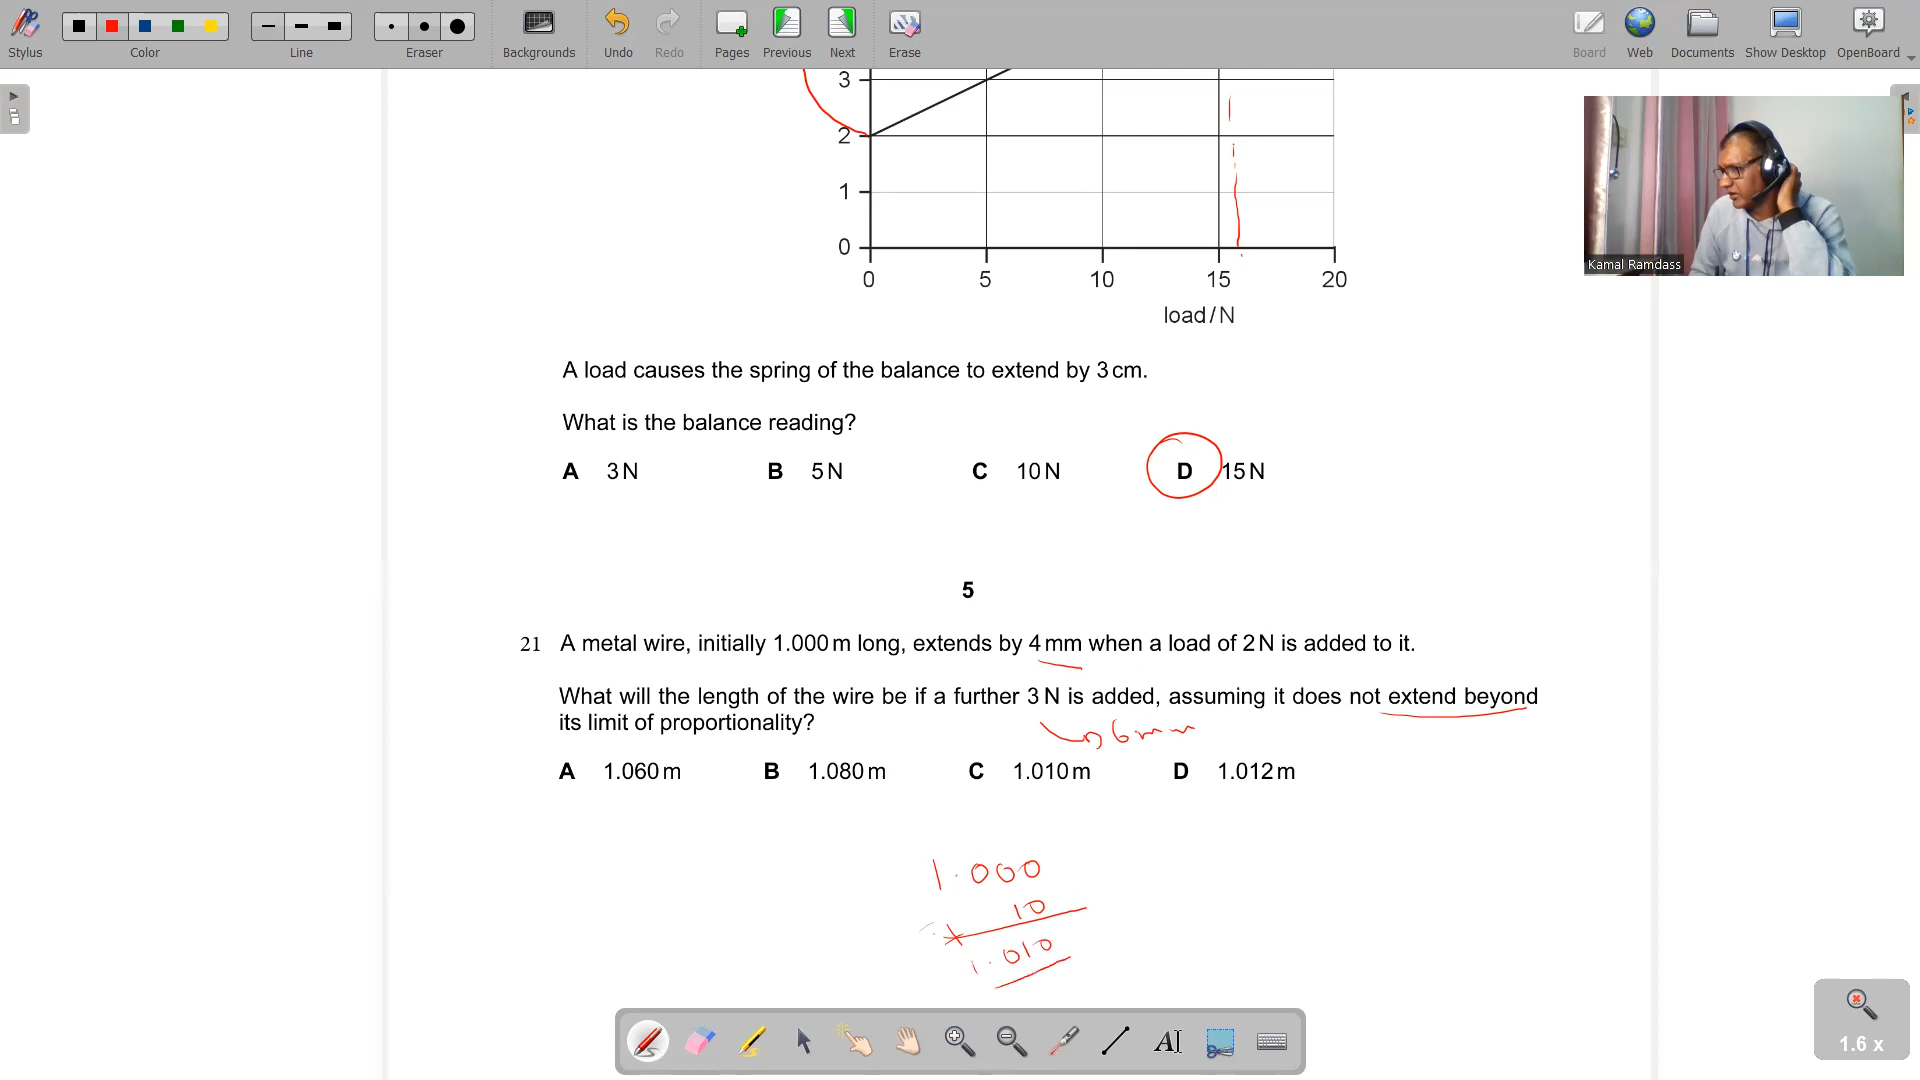 Stylus Color Line Eraser Backgrounds Undo Redo Pages Previous Next Erase Board Web Documents Show Desktop OpenBoard
3
2
1
0
0 5 10 15 20
load/N
Kamal Ramdass
A load causes the spring of the balance to extend by 3 cm.
What is the balance reading?
A 3 N B 5 N C 10 N D 15 N
5
21 A metal wire, initially 1.000 m long, extends by 4 mm when a load of 2 N is added to it.
What will the length of the wire be if a further 3 N is added, assuming it does not extend beyond
its limit of proportionality?
6mm
A 1.060 m B 1.080 m C 1.010 m D 1.012 m
1.000
10
1.010
1.6 x